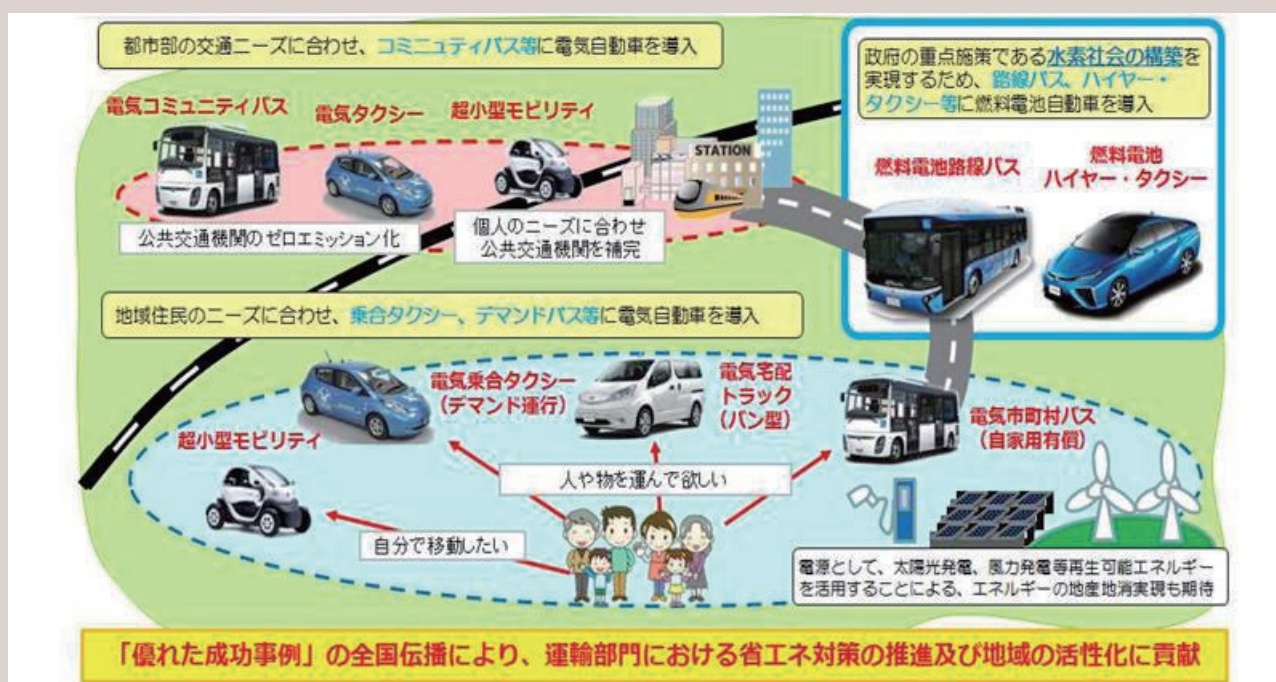 都市部の交通ニーズに合わせ、コミュニティバス等に電気自動車を導入
政府の重点施策である水素社会の構築を
実現するため、路線バス、ハイヤー・
タクシー等に燃料電池自動車を導入
電気コミュニティバス
電気タクシー
超小型モビリティ
STATION
燃料電池路線バス
燃料電池
ハイヤー・タクシー
公共交通機関のゼロエミッション化
個人のニーズに合わせ
公共交通機関を補完
地域住民のニーズに合わせ、乗合タクシー、デマンドバス等に電気自動車を導入
電気乗合タクシー
（デマンド運行）
電気宅配
トラック
（バン型）
電気市町村バス
（自家用有償）
超小型モビリティ
人や物を運んで欲しい
自分で移動したい
電源として、太陽光発電、風力発電等再生可能エネルギー
を活用することによる、エネルギーの地産地消実現も期待
「優れた成功事例」の全国伝播により、運輸部門における省エネ対策の推進及び地域の活性化に貢献